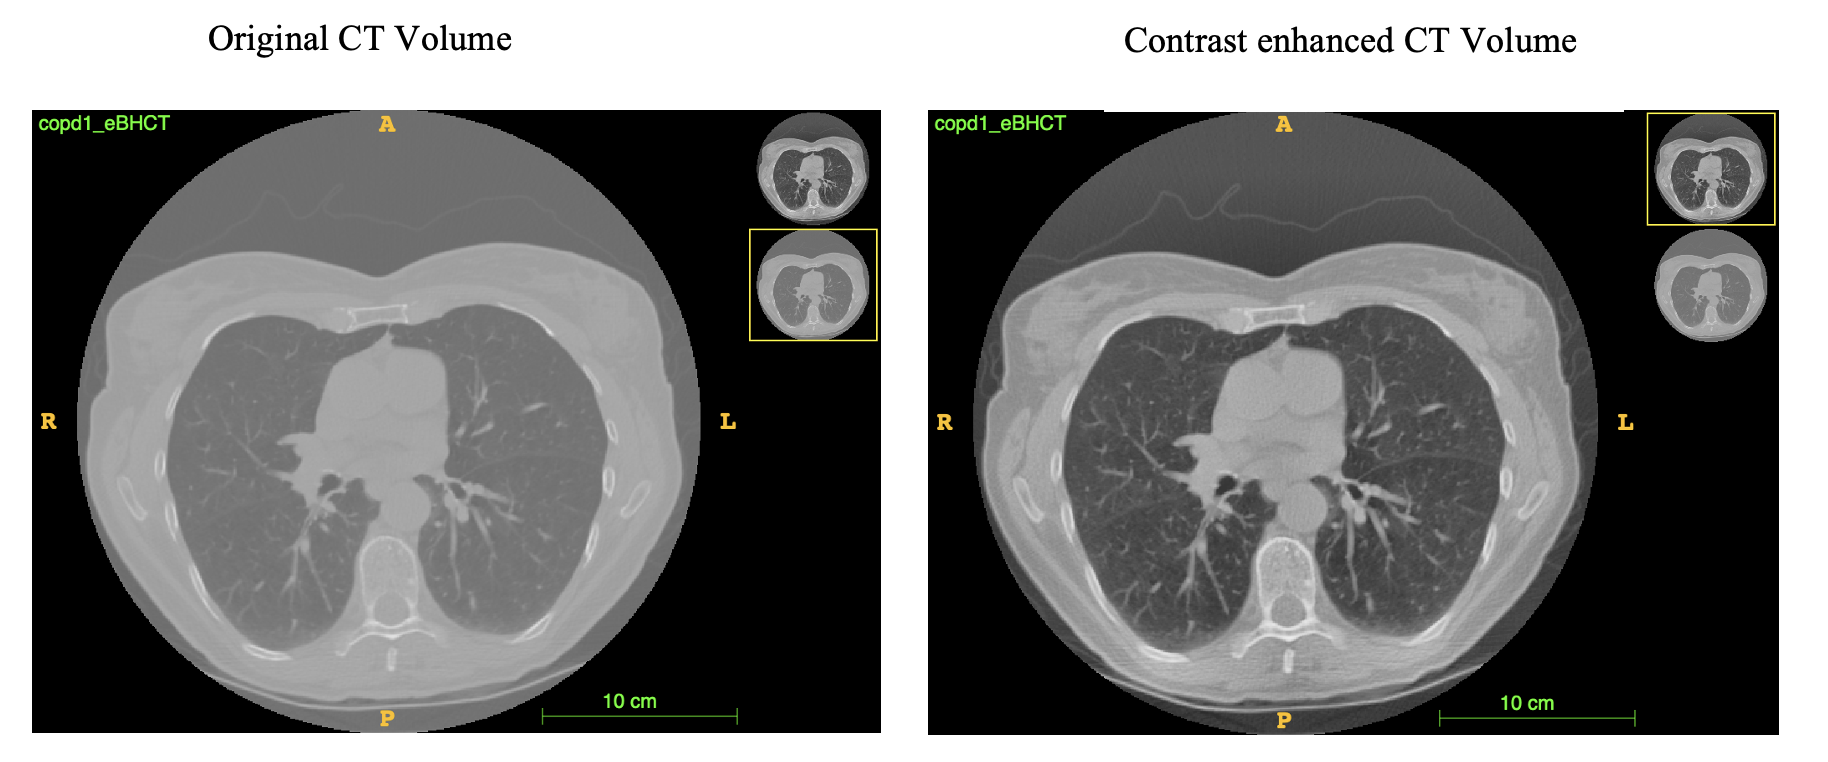 Original CT Volume
Contrast enhanced CT Volume
copd1_eBHCT
A
R
L
10 cm
P
copd1_eBHCT
A
R
L
10 cm
P